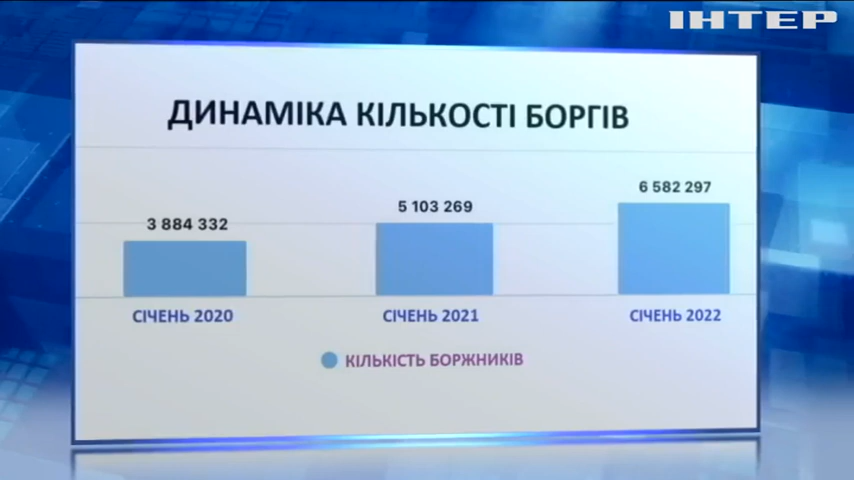 ІНТЕР
ДИНАМІКА КІЛЬКОСТІ БОРГІВ
3 884 332
5 103 269
6 582 297
СІЧЕНЬ 2020
СІЧЕНЬ 2021
СІЧЕНЬ 2022
КІЛЬКІСТЬ БОРЖНИКІВ